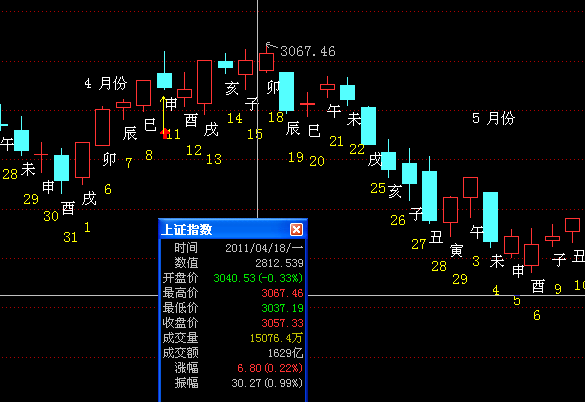 3067.46
4 月份
5 月份
午 未 申 酉 戌 卯 辰 巳 申 酉 戌 亥 子 卯 辰 巳 午 未 戌 亥 子 丑 寅 午 未 申 酉 子 丑
28 29 30 31 1 6 7 8 11 12 13 14 15 18 19 20 21 22 25 26 27 28 29 3 4 5 6 9 10
上证指数
时间 2011/04/18/一
数值 2812.539
开盘价 3040.53(-0.33%)
最高价 3067.46
最低价 3037.19
收盘价 3057.33
成交量 15076.4万
成交额 1629亿
涨幅 6.80(0.22%)
振幅 30.27(0.99%)